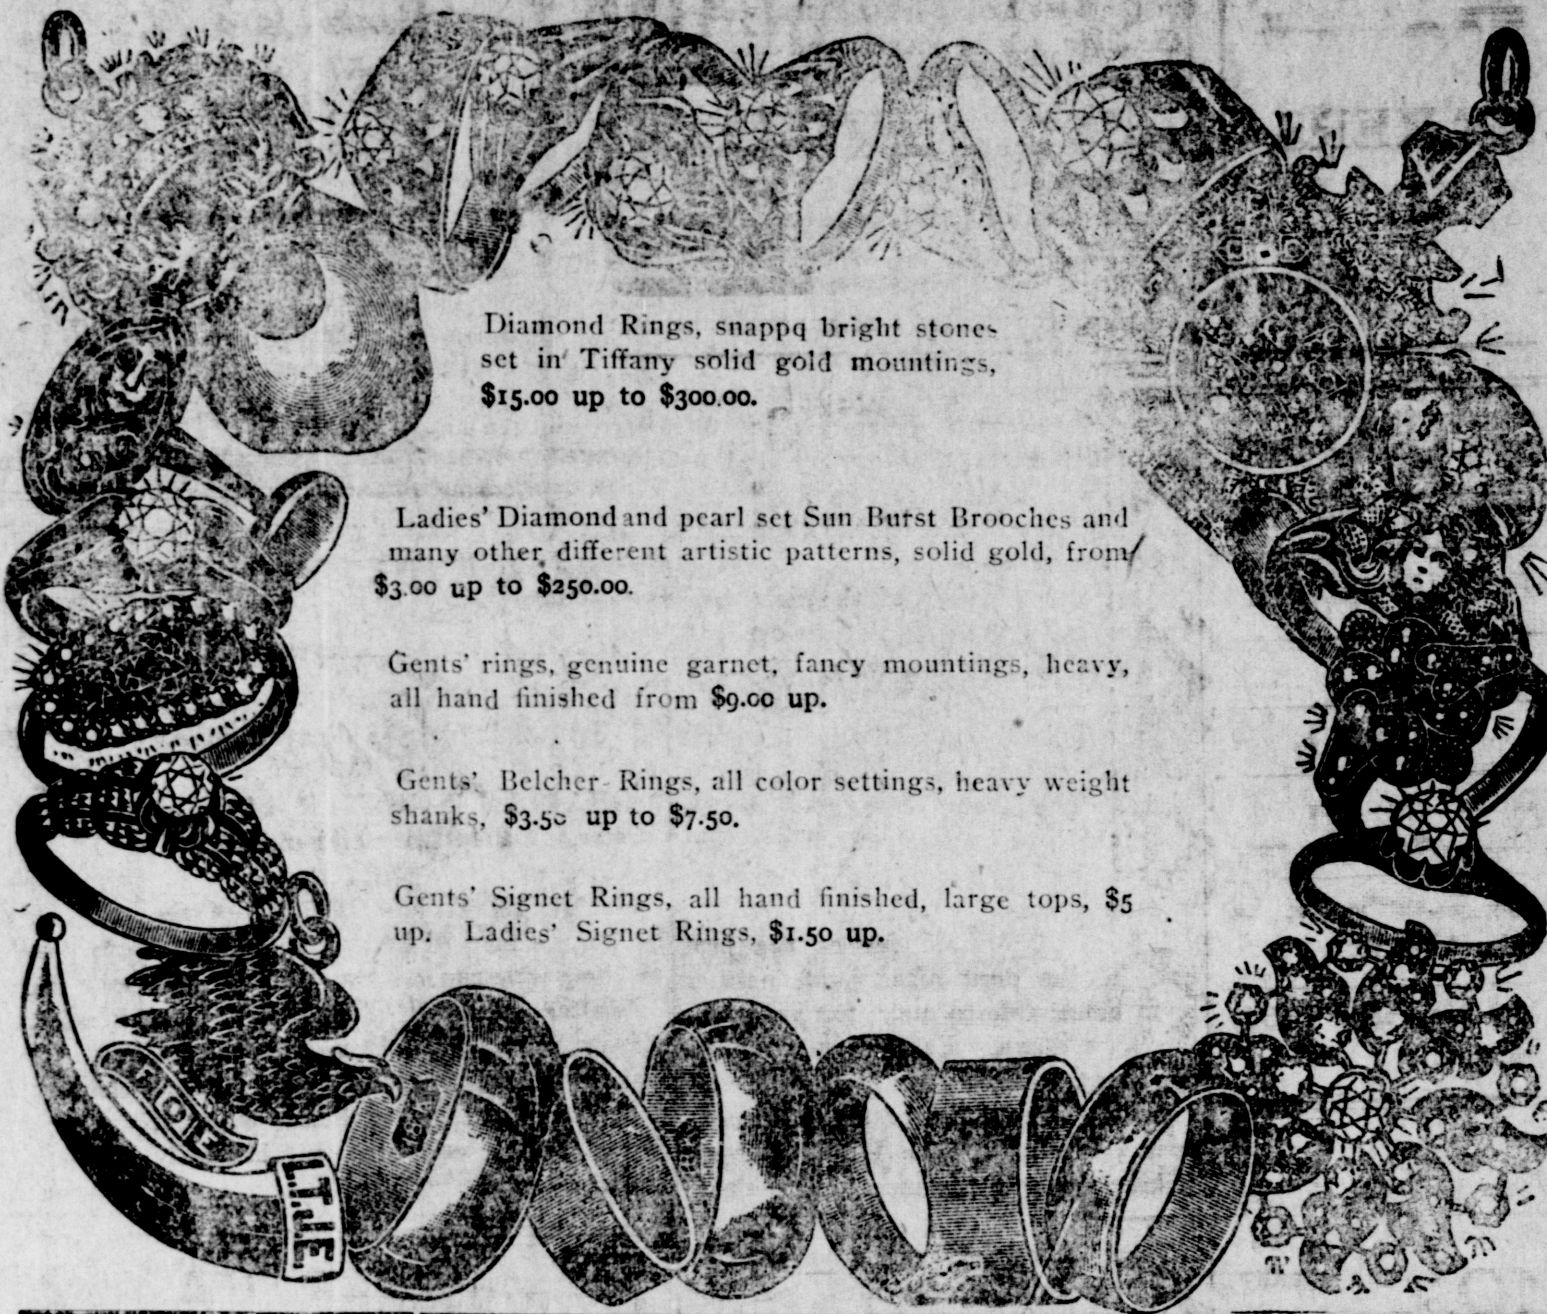 Diamond Rings, snappq bright stones
set in Tiffany solid gold mountings,
$15.00 up to $300.00.
Ladies' Diamond and pearl set Sun Burst Brooches and
many other different artistic patterns, solid gold, from
$3.00 up to $250.00.
Gents' rings, genuine garnet, fancy mountings, heavy,
all hand finished from $9.00 up.
Gents' Belcher Rings, all color settings, heavy weight
shanks, $3.50 up to $7.50.
Gents' Signet Rings, all hand finished, large tops, $5
up. Ladies' Signet Rings, $1.50 up.
F.O.E.
L.T.L.E